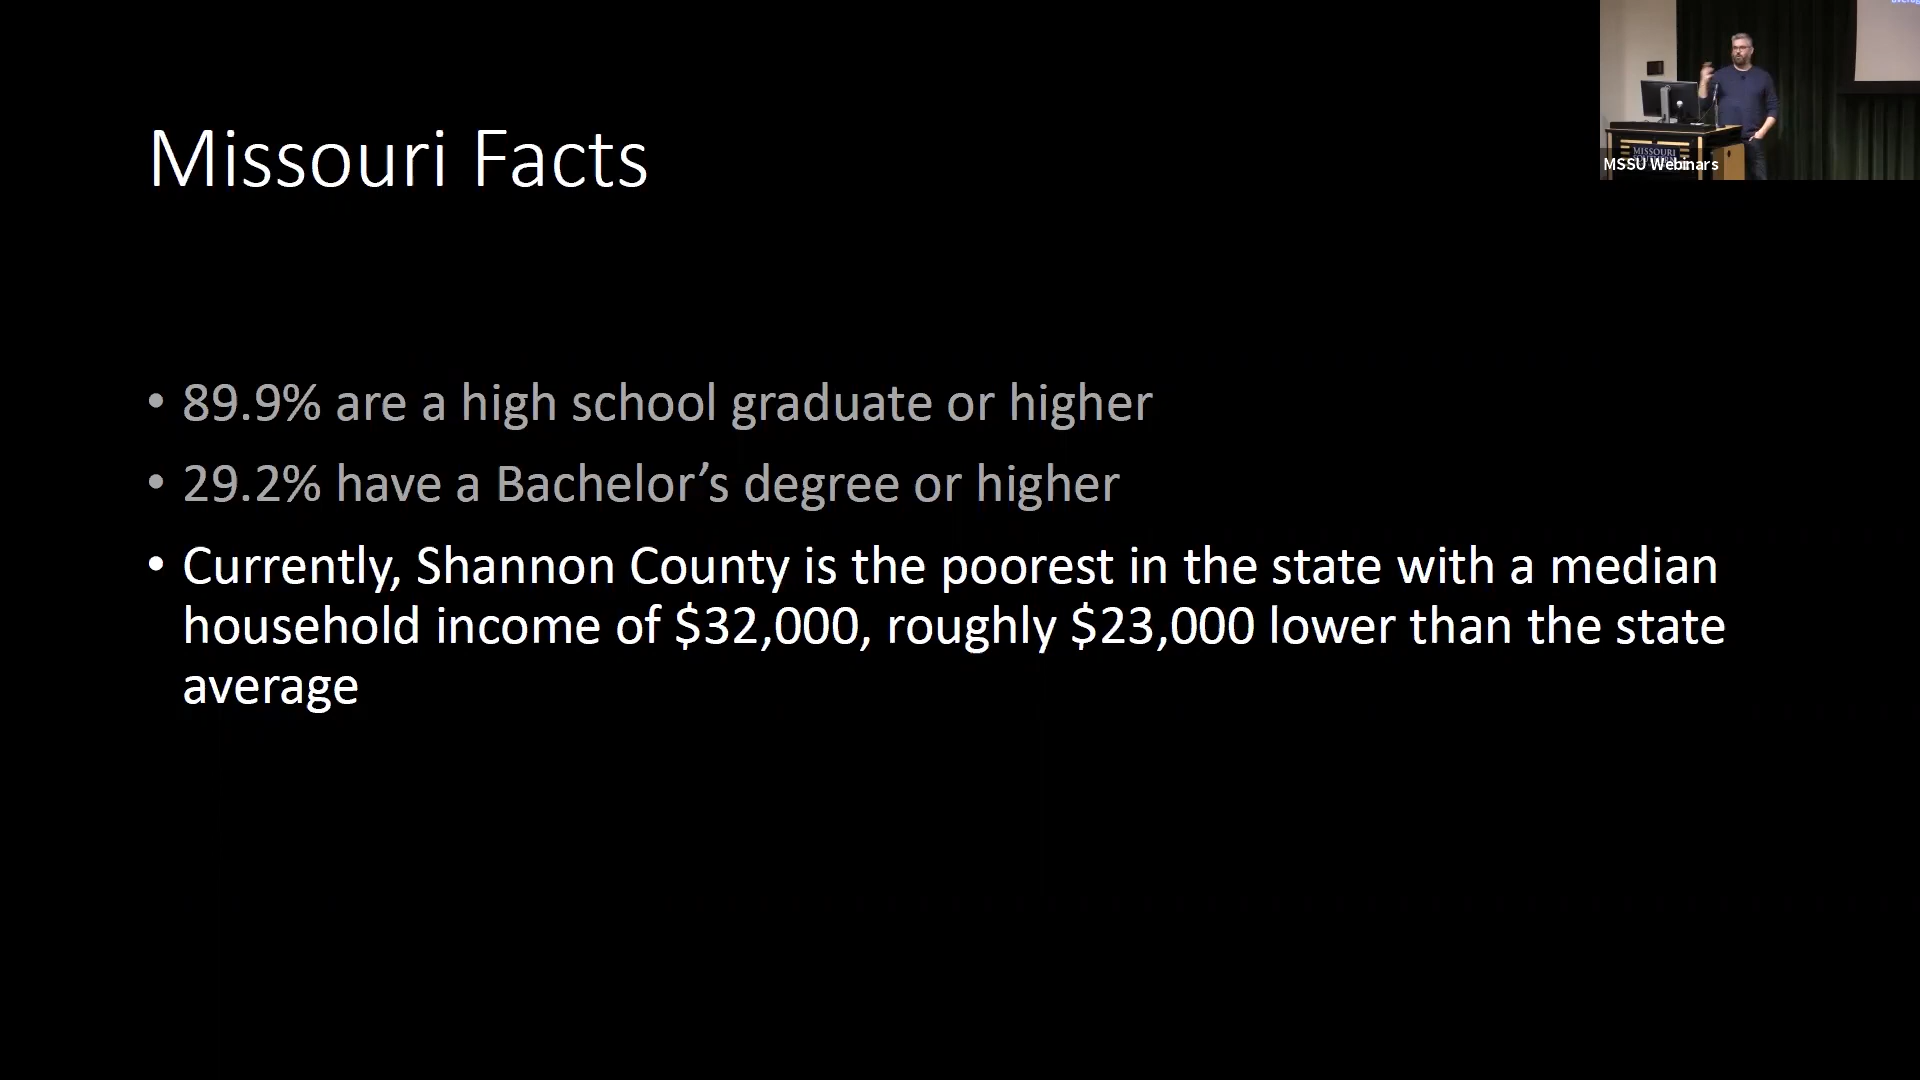 Missouri Facts
• 89.9% are a high school graduate or higher
• 29.2% have a Bachelor’s degree or higher
• Currently, Shannon County is the poorest in the state with a median
household income of $32,000, roughly $23,000 lower than the state
average
MISSOURI
MSSU Webinars